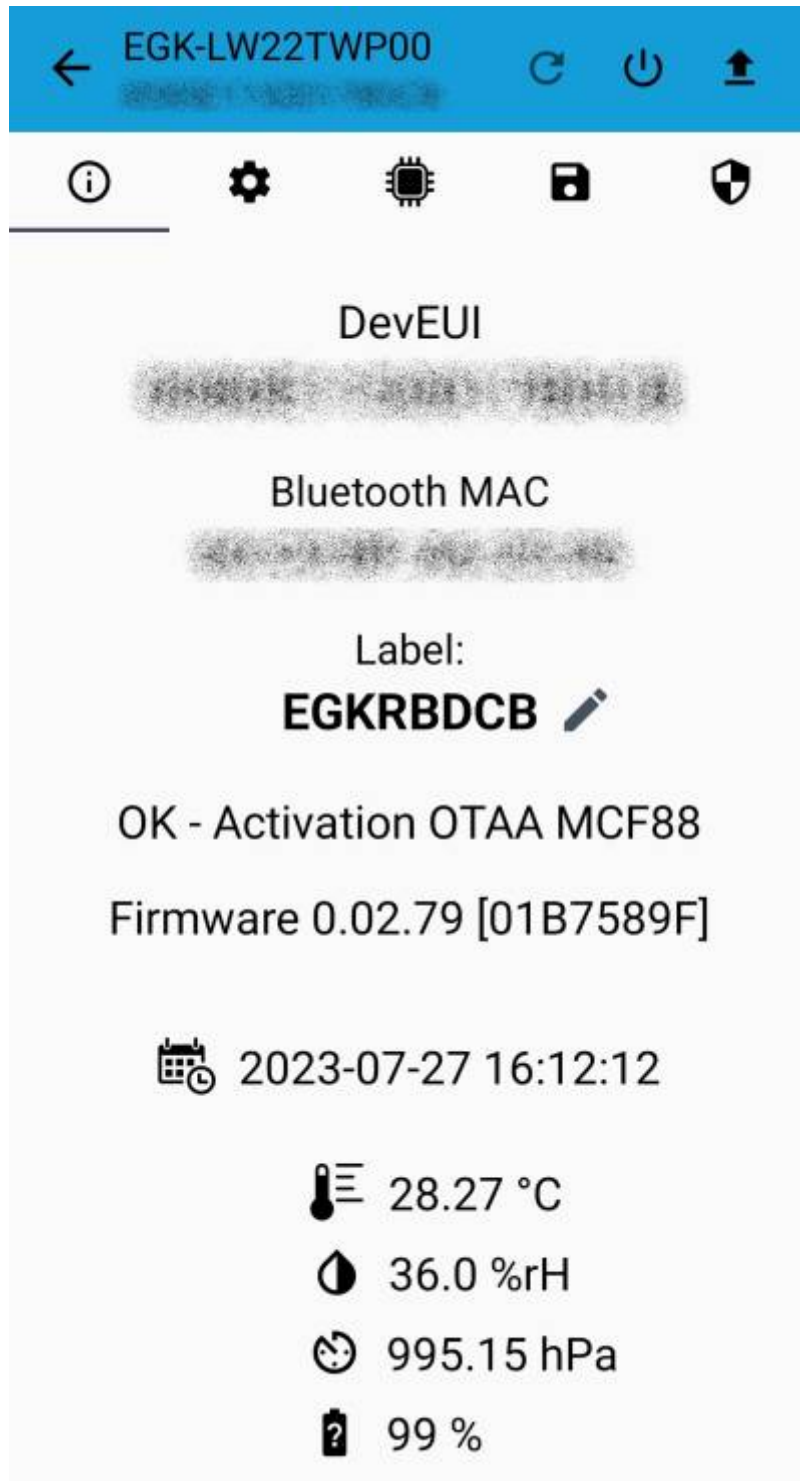 EGK-LW22TWP00
DevEUI
Bluetooth MAC
Label:
EGKRBDCB
OK - Activation OTAA MCF88
Firmware 0.02.79 [01B7589F]
2023-07-27 16:12:12
28.27 °C
36.0 %rH
995.15 hPa
99 %